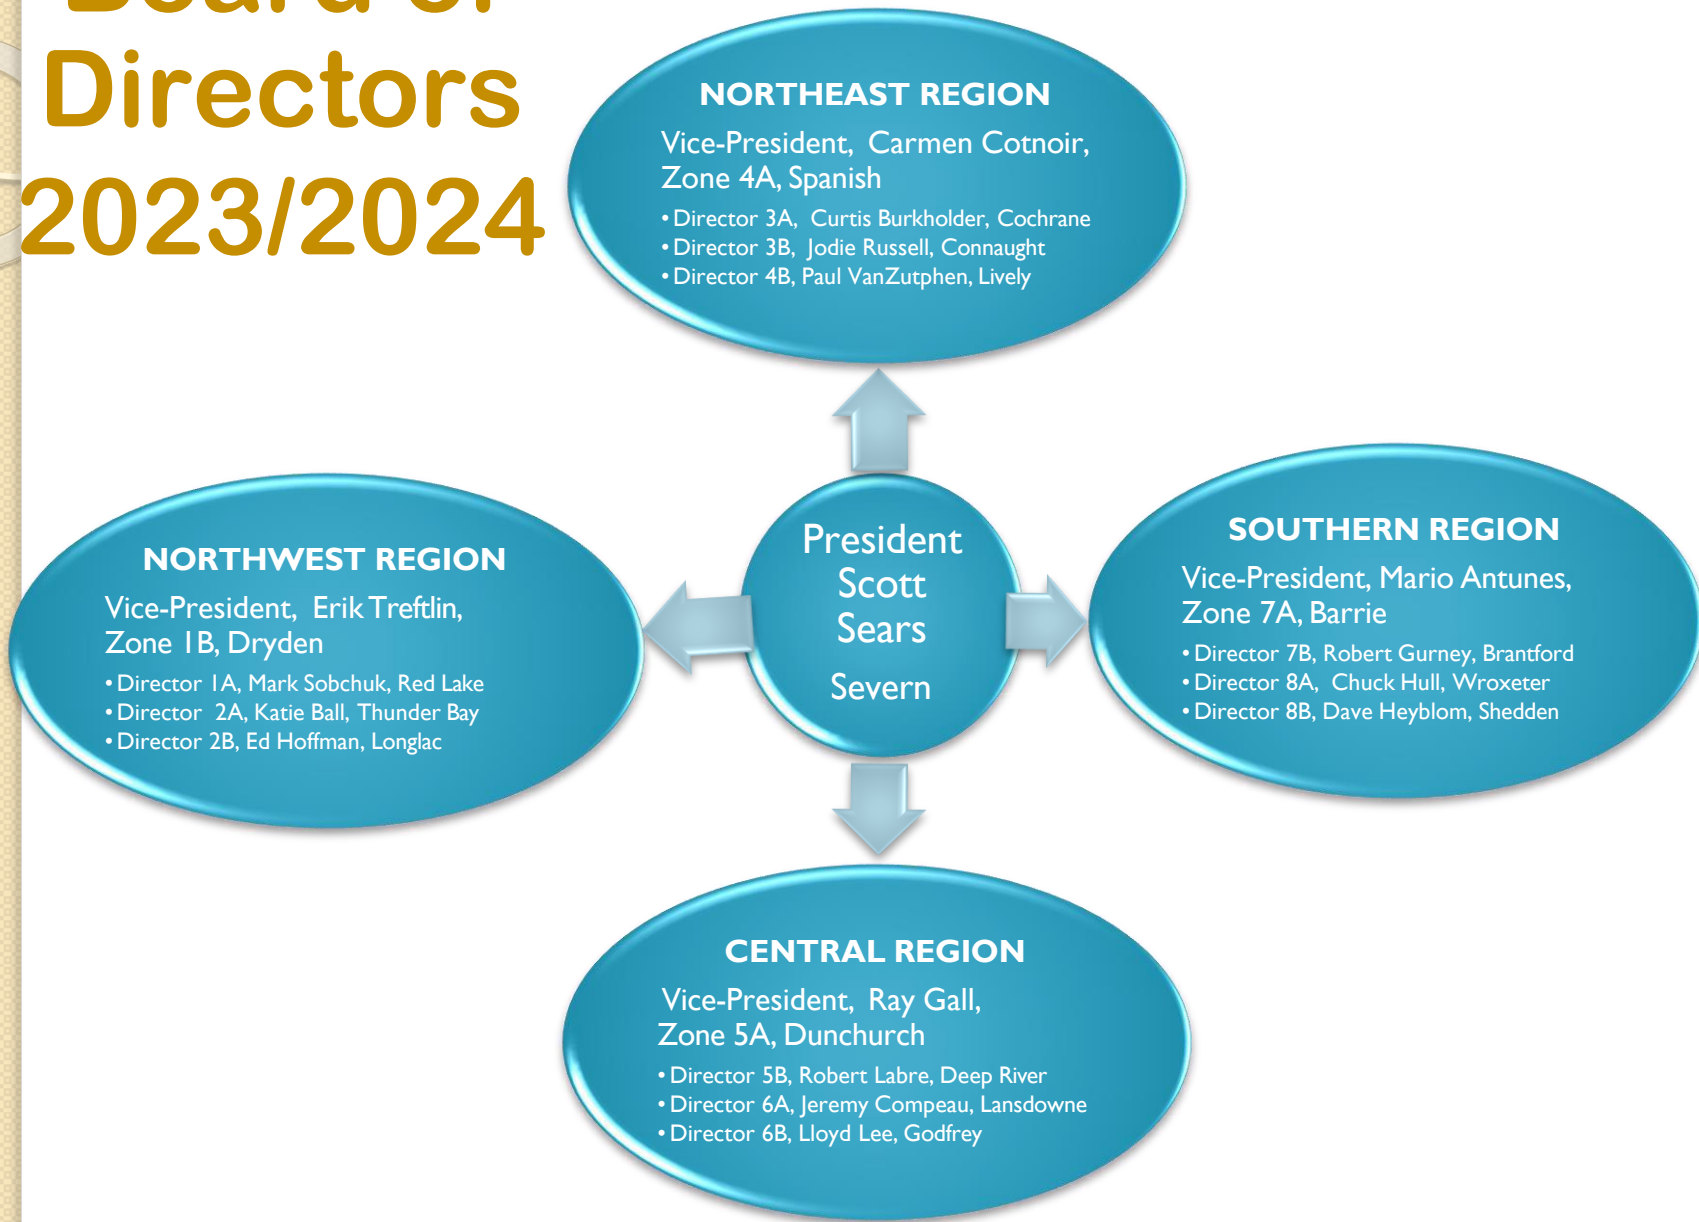 Board of
Directors
2023/2024
NORTHEAST REGION
Vice-President, Carmen Cotnoir,
Zone 4A, Spanish
• Director 3A, Curtis Burkholder, Cochrane
• Director 3B, Jodie Russell, Connaught
• Director 4B, Paul VanZutphen, Lively
NORTHWEST REGION
Vice-President, Erik Treftlin,
Zone 1B, Dryden
• Director 1A, Mark Sobchuk, Red Lake
• Director 2A, Katie Ball, Thunder Bay
• Director 2B, Ed Hoffman, Longlac
President
Scott
Sears
Severn
SOUTHERN REGION
Vice-President, Mario Antunes,
Zone 7A, Barrie
• Director 7B, Robert Gurney, Brantford
• Director 8A, Chuck Hull, Wroxeter
• Director 8B, Dave Heyblom, Shedden
CENTRAL REGION
Vice-President, Ray Gall,
Zone 5A, Dunchurch
• Director 5B, Robert Labre, Deep River
• Director 6A, Jeremy Compeau, Lansdowne
• Director 6B, Lloyd Lee, Godfrey